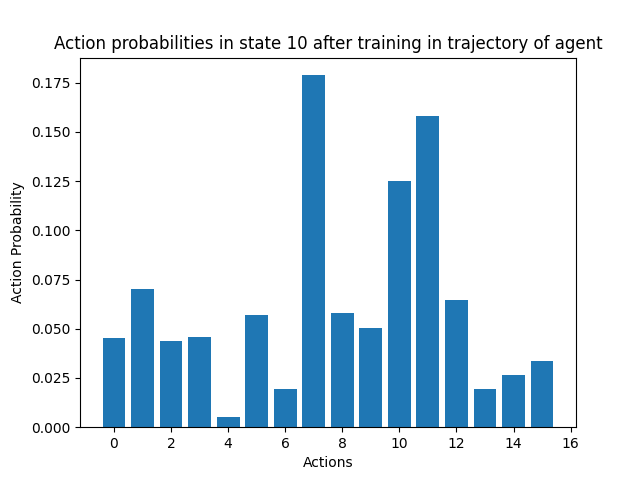 Action probabilities in state 10 after training in trajectory of agent
0.175
0.150
0.125
0.100
0.075
0.050
0.025
0.000
Action Probability
0 2 4 6 8 10 12 14 16
Actions